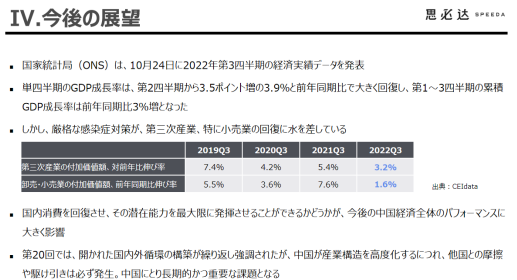 IV.今後の展望
思必达 SPEEDA
▪ 国家統計局（ONS）は、10月24日に2022年第3四半期の経済実績データを発表
▪ 単四半期のGDP成長率は、第2四半期から3.5ポイント増の3.9%と前年同期比で大きく回復し、第1～3四半期の累積
GDP成長率は前年同期比3%増となった
▪ しかし、厳格な感染症対策が、第三次産業、特に小売業の回復に水を差している
2019Q3 2020Q3 2021Q3 2022Q3
第三次産業の付加価値額、対前年比伸び率 7.4% 4.2% 5.4% 3.2%
卸売・小売業の付加価値額、前年同期比伸び率 5.5% 3.6% 7.6% 1.6%
出典：CEIdata
▪ 国内消費を回復させ、その潜在能力を最大限に発揮させることができるかどうかが、今後の中国経済全体のパフォーマンスに
大きく影響
▪ 第20回では、開かれた国内外循環の構築が繰り返し強調されたが、中国が産業構造を高度化するにつれ、他国との摩擦
や駆け引きは必ず発生。中国にとり長期的かつ重要な課題となる